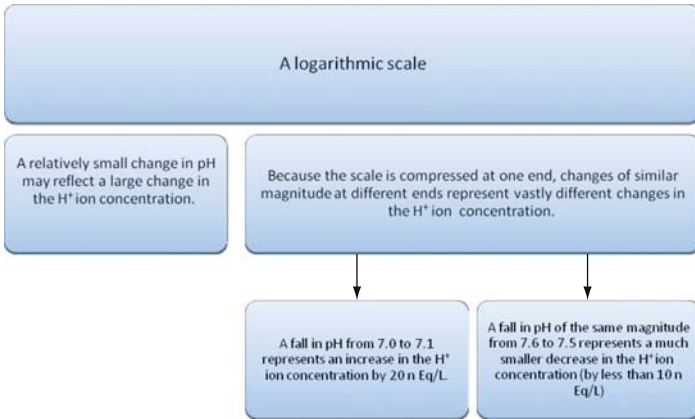 A logarithmic scale
A relatively small change in pH
may reflect a large change in
the H⁺ ion concentration.
Because the scale is compressed at one end, changes of similar
magnitude at different ends represent vastly different changes in
the H⁺ ion concentration.
A fall in pH from 7.0 to 7.1
represents an increase in the H⁺
ion concentration by 20 n Eq/L.
A fall in pH of the same magnitude
from 7.6 to 7.5 represents a much
smaller decrease in the H⁺ ion
concentration (by less than 10 n
Eq/L)